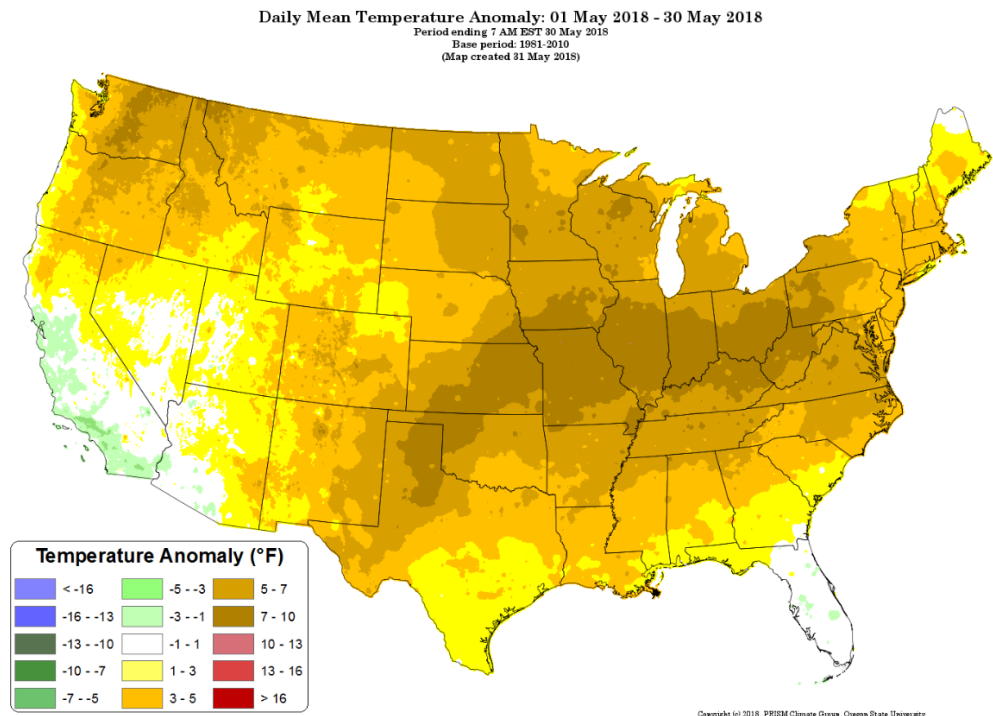 Daily Mean Temperature Anomaly: 01 May 2018 - 30 May 2018
Period ending 7 AM EST 30 May 2018
Base period: 1981-2010
(Map created 31 May 2018)
Temperature Anomaly (°F)
< -16 -5 - -3 5 - 7
-16 - -13 -3 - -1 7 - 10
-13 - -10 -1 - 1 10 - 13
-10 - -7 1 - 3 13 - 16
-7 - -5 3 - 5 > 16
Copyright (c) 2018, PRISM Climate Group, Oregon State University